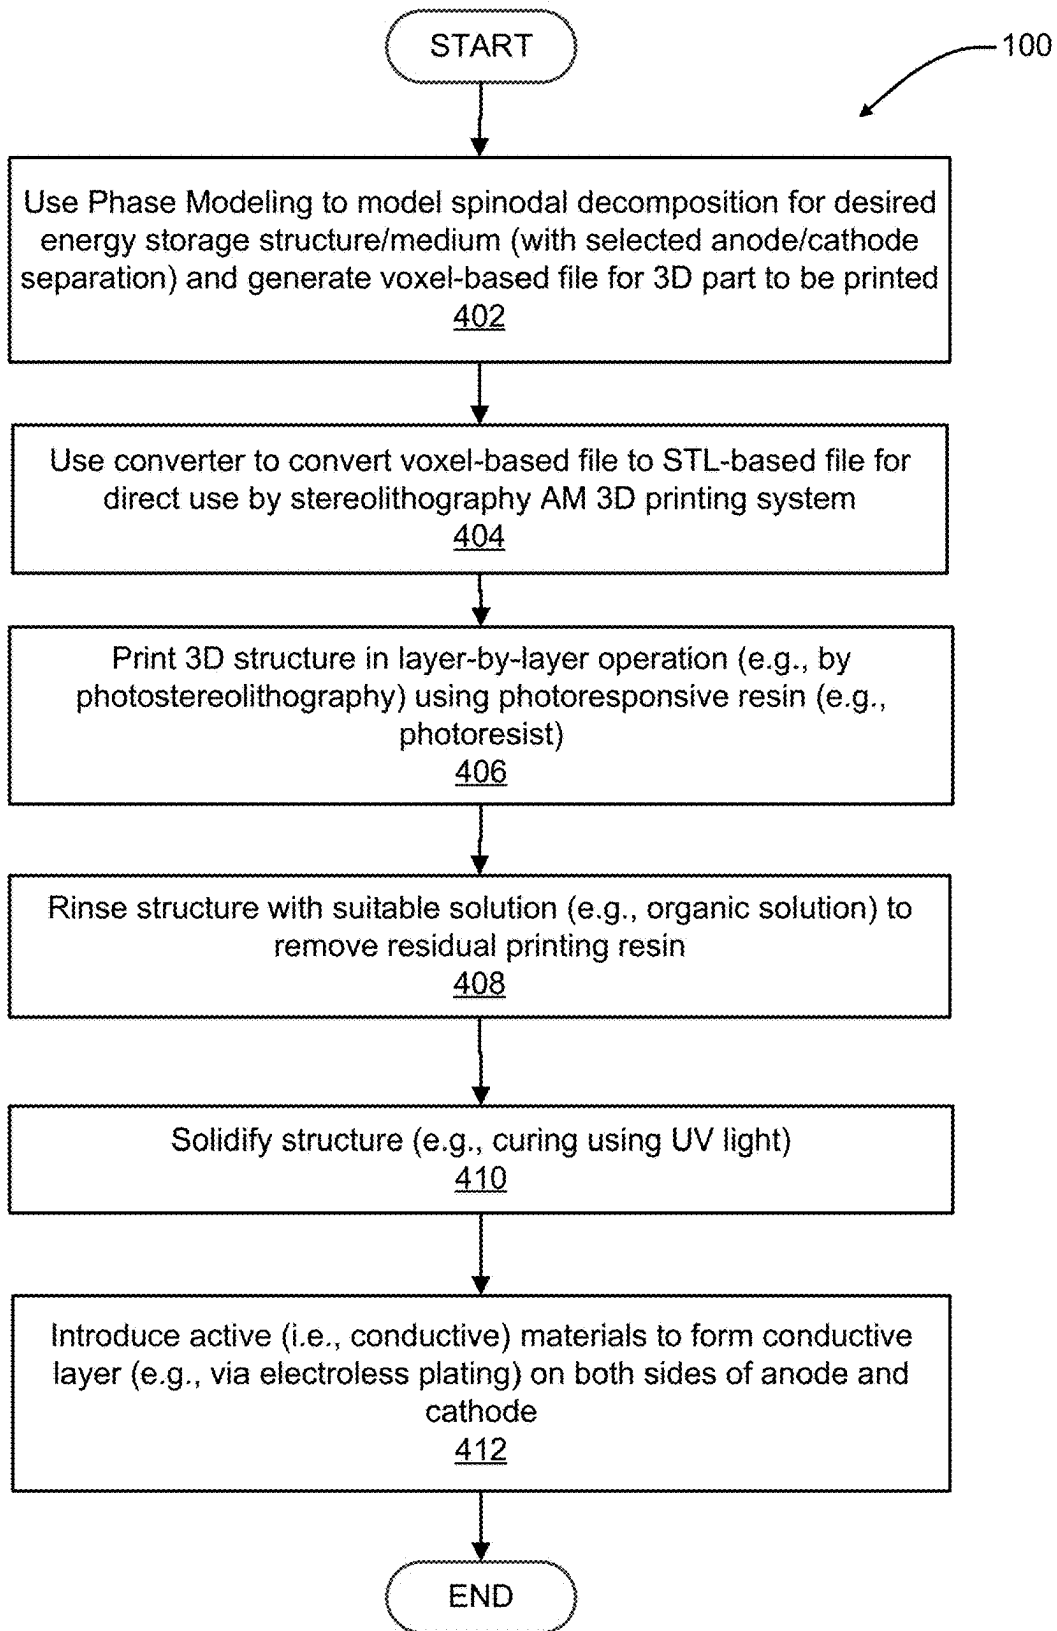 START
100
Use Phase Modeling to model spinodal decomposition for desired
energy storage structure/medium (with selected anode/cathode
separation) and generate voxel-based file for 3D part to be printed
402
Use converter to convert voxel-based file to STL-based file for
direct use by stereolithography AM 3D printing system
404
Print 3D structure in layer-by-layer operation (e.g., by
photostereolithography) using photoresponsive resin (e.g.,
photoresist)
406
Rinse structure with suitable solution (e.g., organic solution) to
remove residual printing resin
408
Solidify structure (e.g., curing using UV light)
410
Introduce active (i.e., conductive) materials to form conductive
layer (e.g., via electroless plating) on both sides of anode and
cathode
412
END